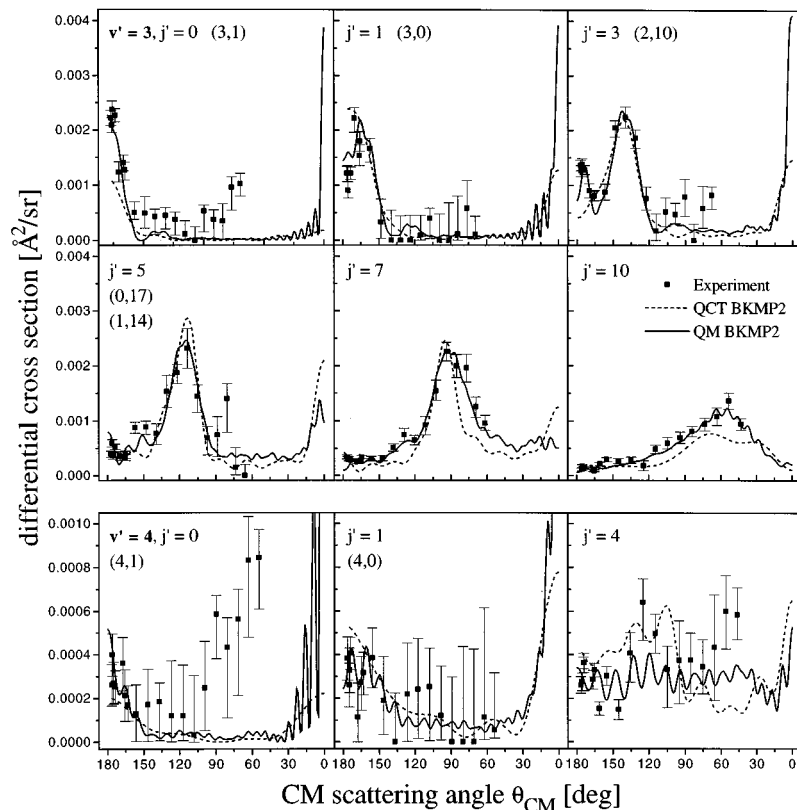 differential cross section [Å²/sr]
0.004
0.003
0.002
0.001
0.000
v' = 3, j' = 0 (3,1)
j' = 1 (3,0)
j' = 3 (2,10)
0.004
0.003
0.002
0.001
0.000
j' = 5
(0,17)
(1,14)
j' = 7
j' = 10
Experiment
QCT BKMP2
QM BKMP2
0.0010
0.0008
0.0006
0.0004
0.0002
0.0000
v' = 4, j' = 0
(4,1)
j' = 1
(4,0)
j' = 4
180 150 120 90 60 30 0 180 150 120 90 60 30 0 180 150 120 90 60 30 0
CM scattering angle θCM [deg]